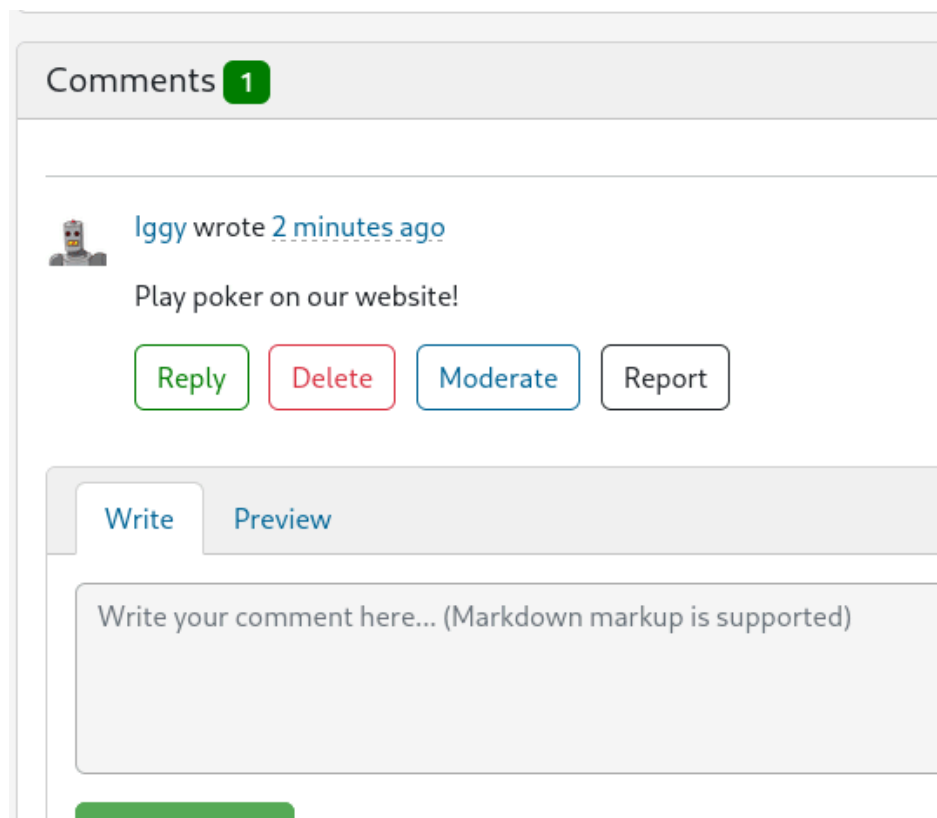 Comments 1
Iggy wrote 2 minutes ago
Play poker on our website!
Reply Delete Moderate Report
Write Preview
Write your comment here... (Markdown markup is supported)